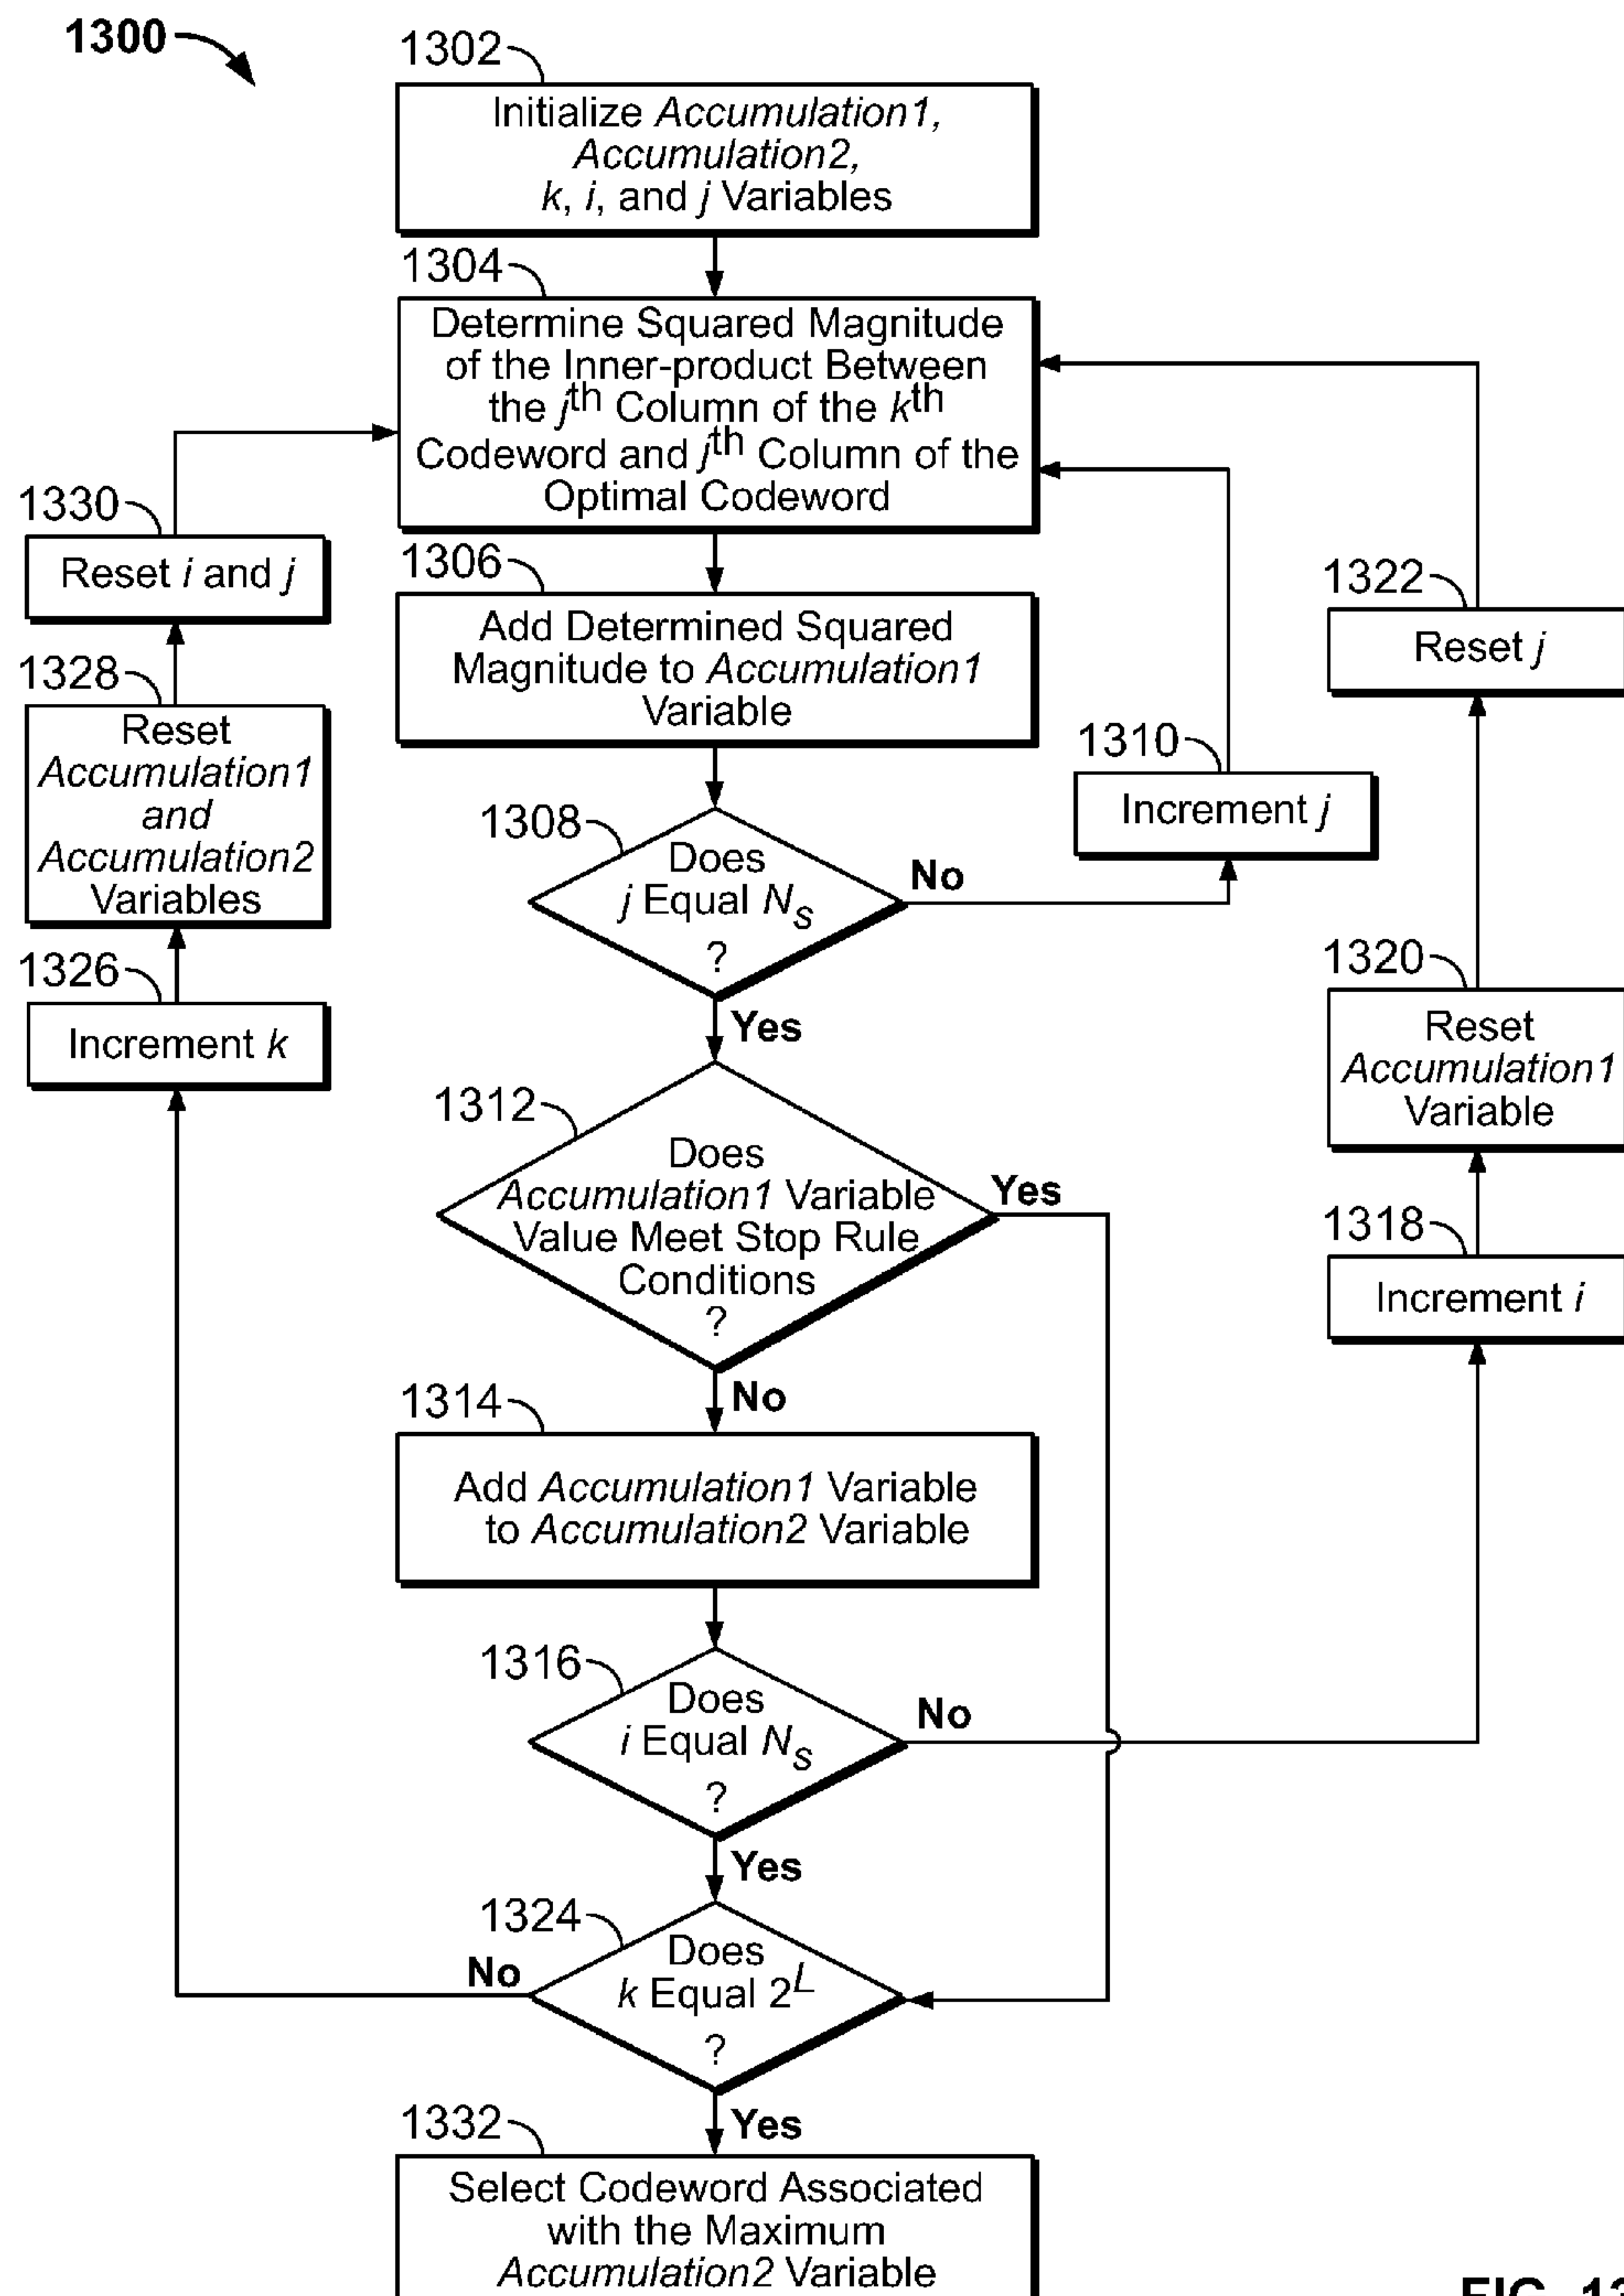 1300
1302
Initialize Accumulation1,
Accumulation2,
k, i, and j Variables
1304
Determine Squared Magnitude
of the Inner-product Between
the jth Column of the kth
Codeword and jth Column of the
Optimal Codeword
1330
Reset i and j
1306
Add Determined Squared
Magnitude to Accumulation1
Variable
1322
Reset j
1328
Reset
Accumulation1
and
Accumulation2
Variables
1310
Increment j
1308
Does
j Equal NS
?
No
Yes
1326
Increment k
1320
Reset
Accumulation1
Variable
1312
Does
Accumulation1 Variable
Value Meet Stop Rule
Conditions
?
Yes
No
1318
Increment i
1314
Add Accumulation1 Variable
to Accumulation2 Variable
1316
Does
i Equal NS
?
No
Yes
1324
Does
k Equal 2L
?
No
Yes
1332
Select Codeword Associated
with the Maximum
Accumulation2 Variable
FIG. 13